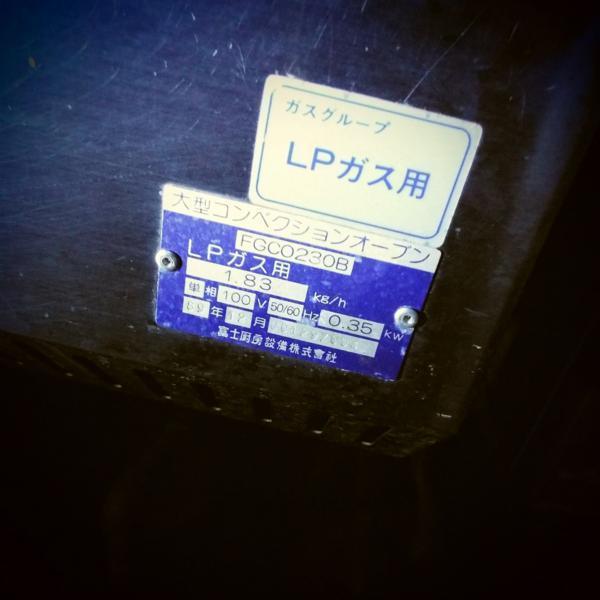 ガスグループ
LPガス用
大型コンベクションオーブン
FGCO230B
LPガス用
1.83 kg/h
単相 100 V 50/60 Hz 0.35 kW
年 月
富士厨房設備株式會社